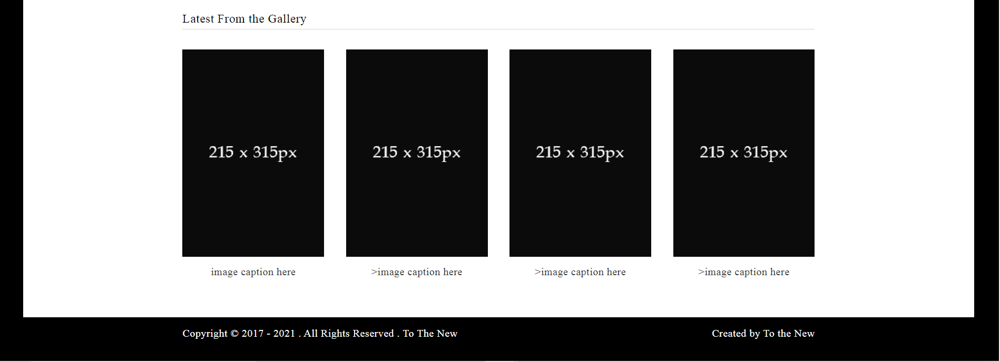 Latest From the Gallery
215 x 315px
215 x 315px
215 x 315px
215 x 315px
image caption here
>image caption here
>image caption here
>image caption here
Copyright © 2017 - 2021 . All Rights Reserved . To The New
Created by To the New